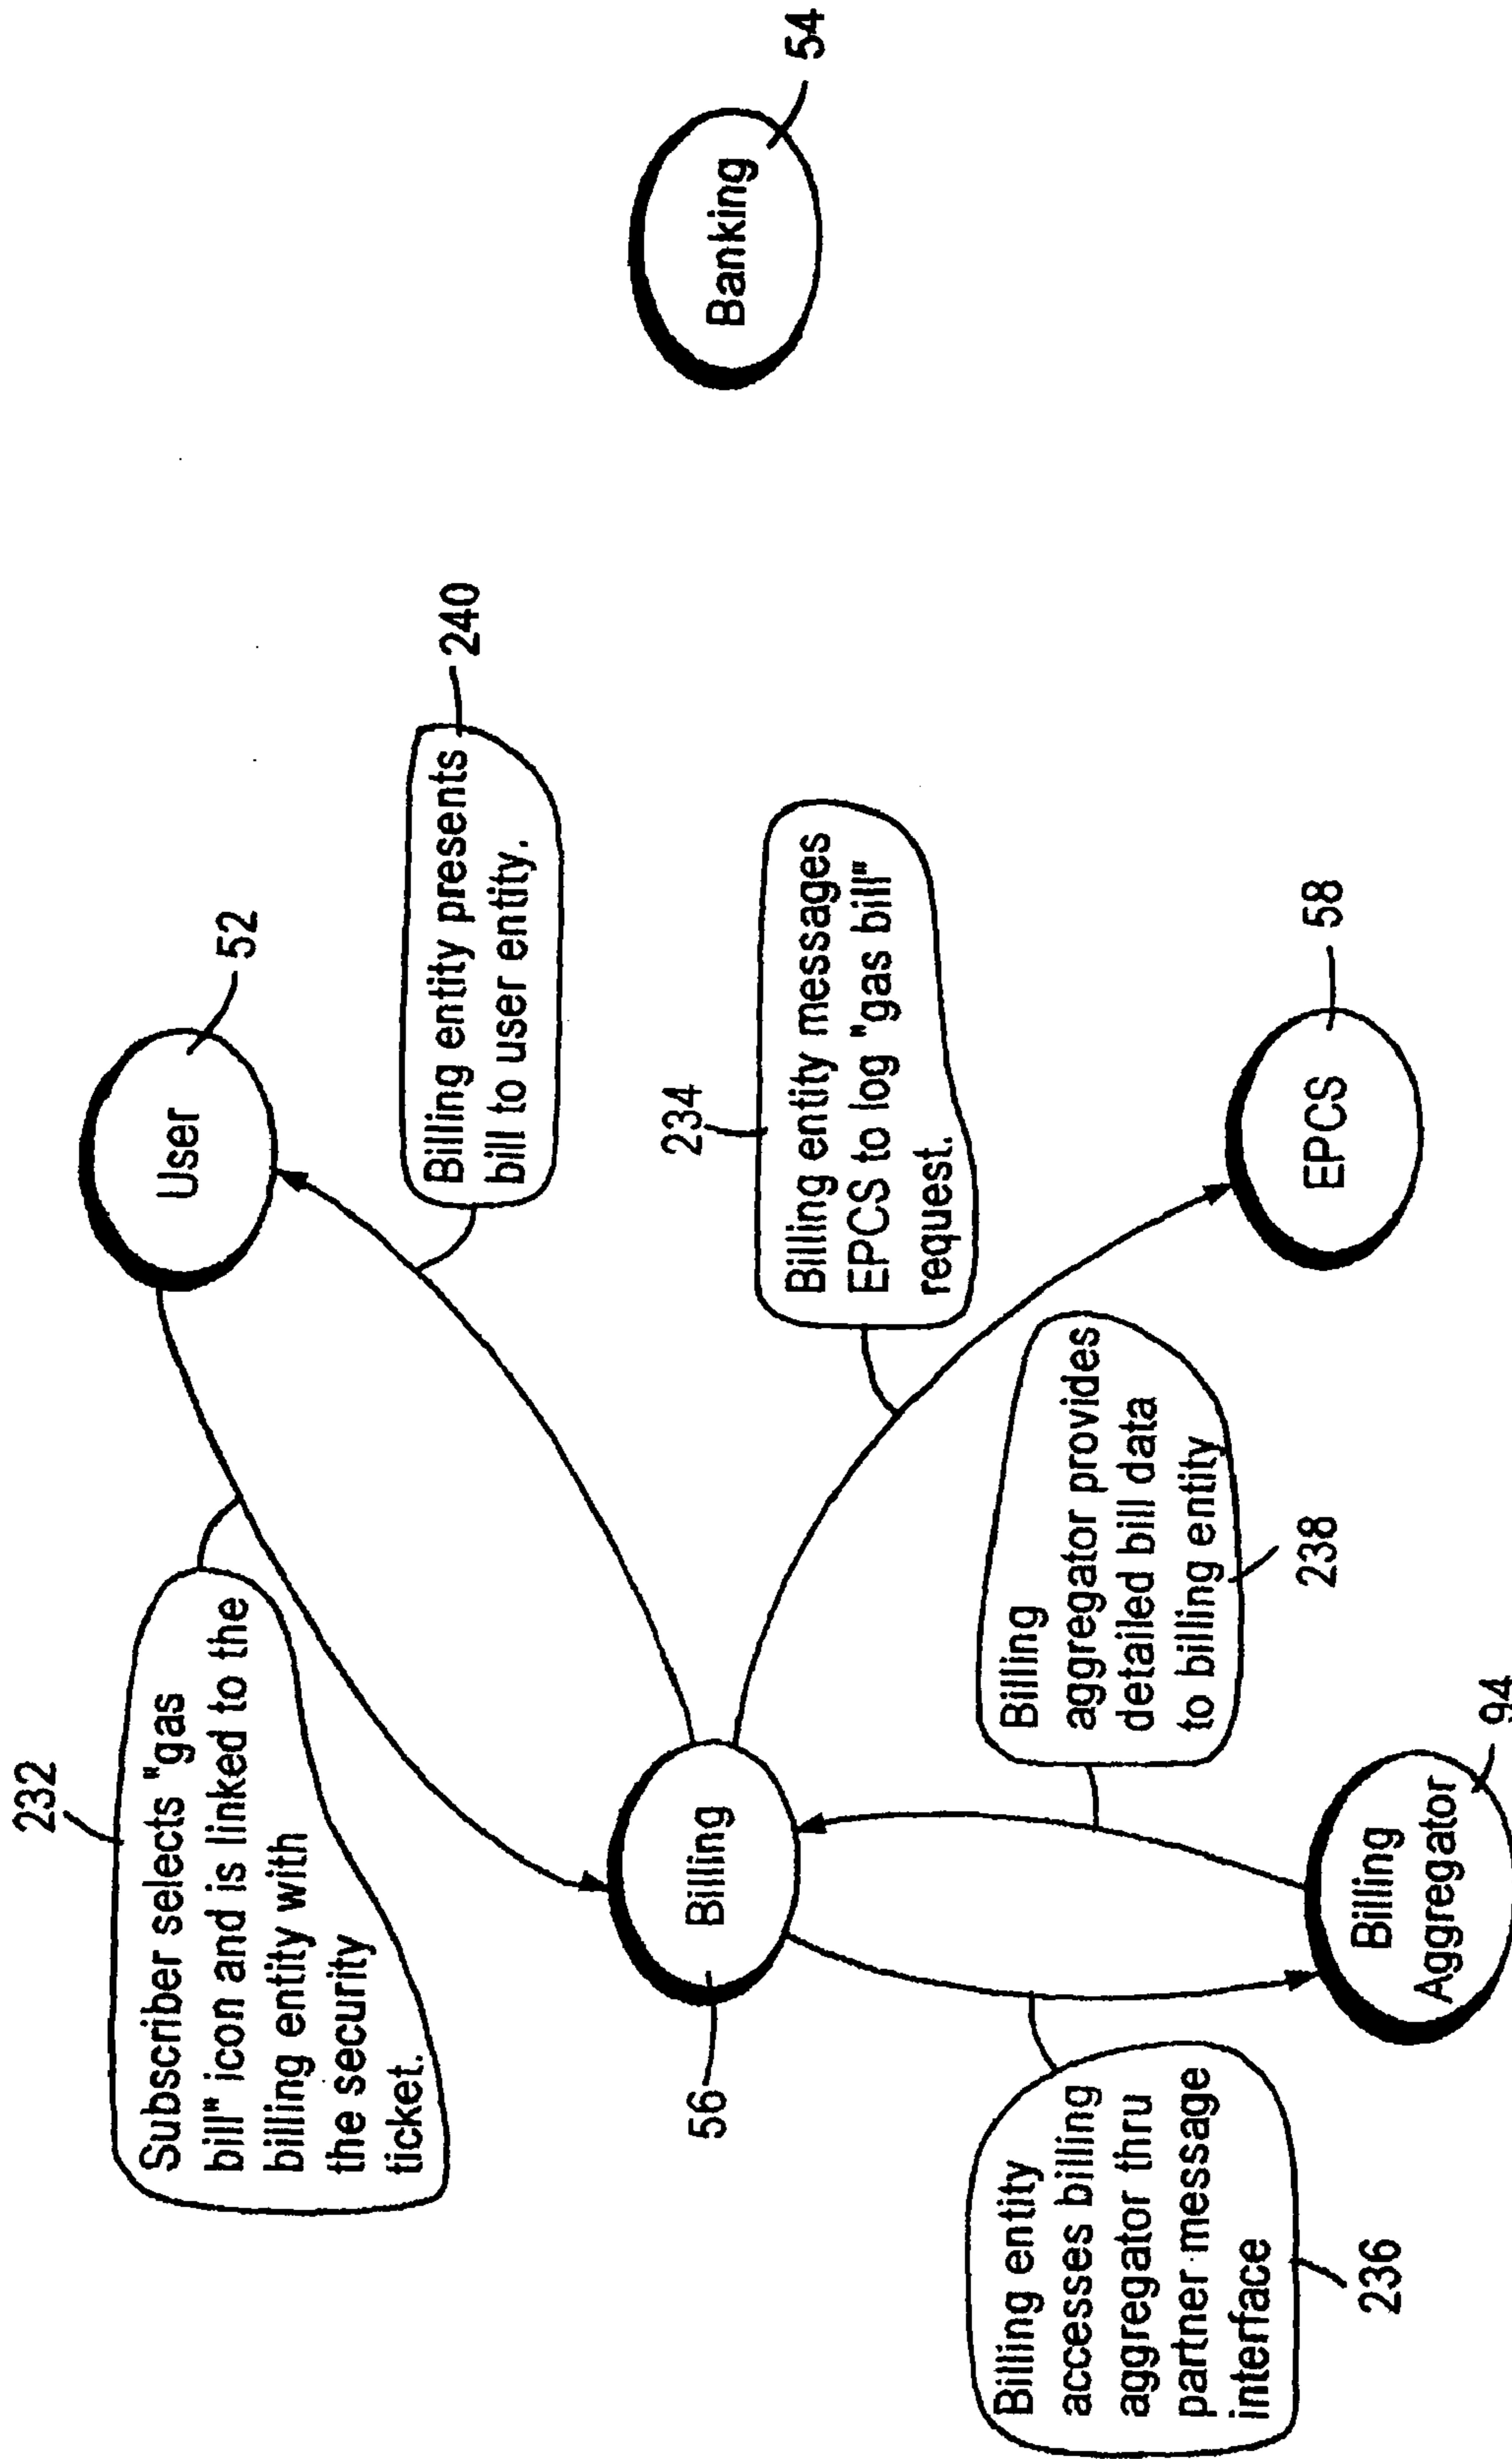 232
Subscriber selects "gas
bill" icon and is linked to the
billing entity with
the security
ticket.
User
52
Billing entity presents
bill to user entity.
240
56
Billing
234
Billing entity messages
EPCS to log "gas bill"
request.
Banking
54
Billing entity
accesses billing
aggregator thru
partner message
interface
236
Billing
aggregator provides
detailed bill data
to billing entity
238
Billing
Aggregator
94
EPCS
58